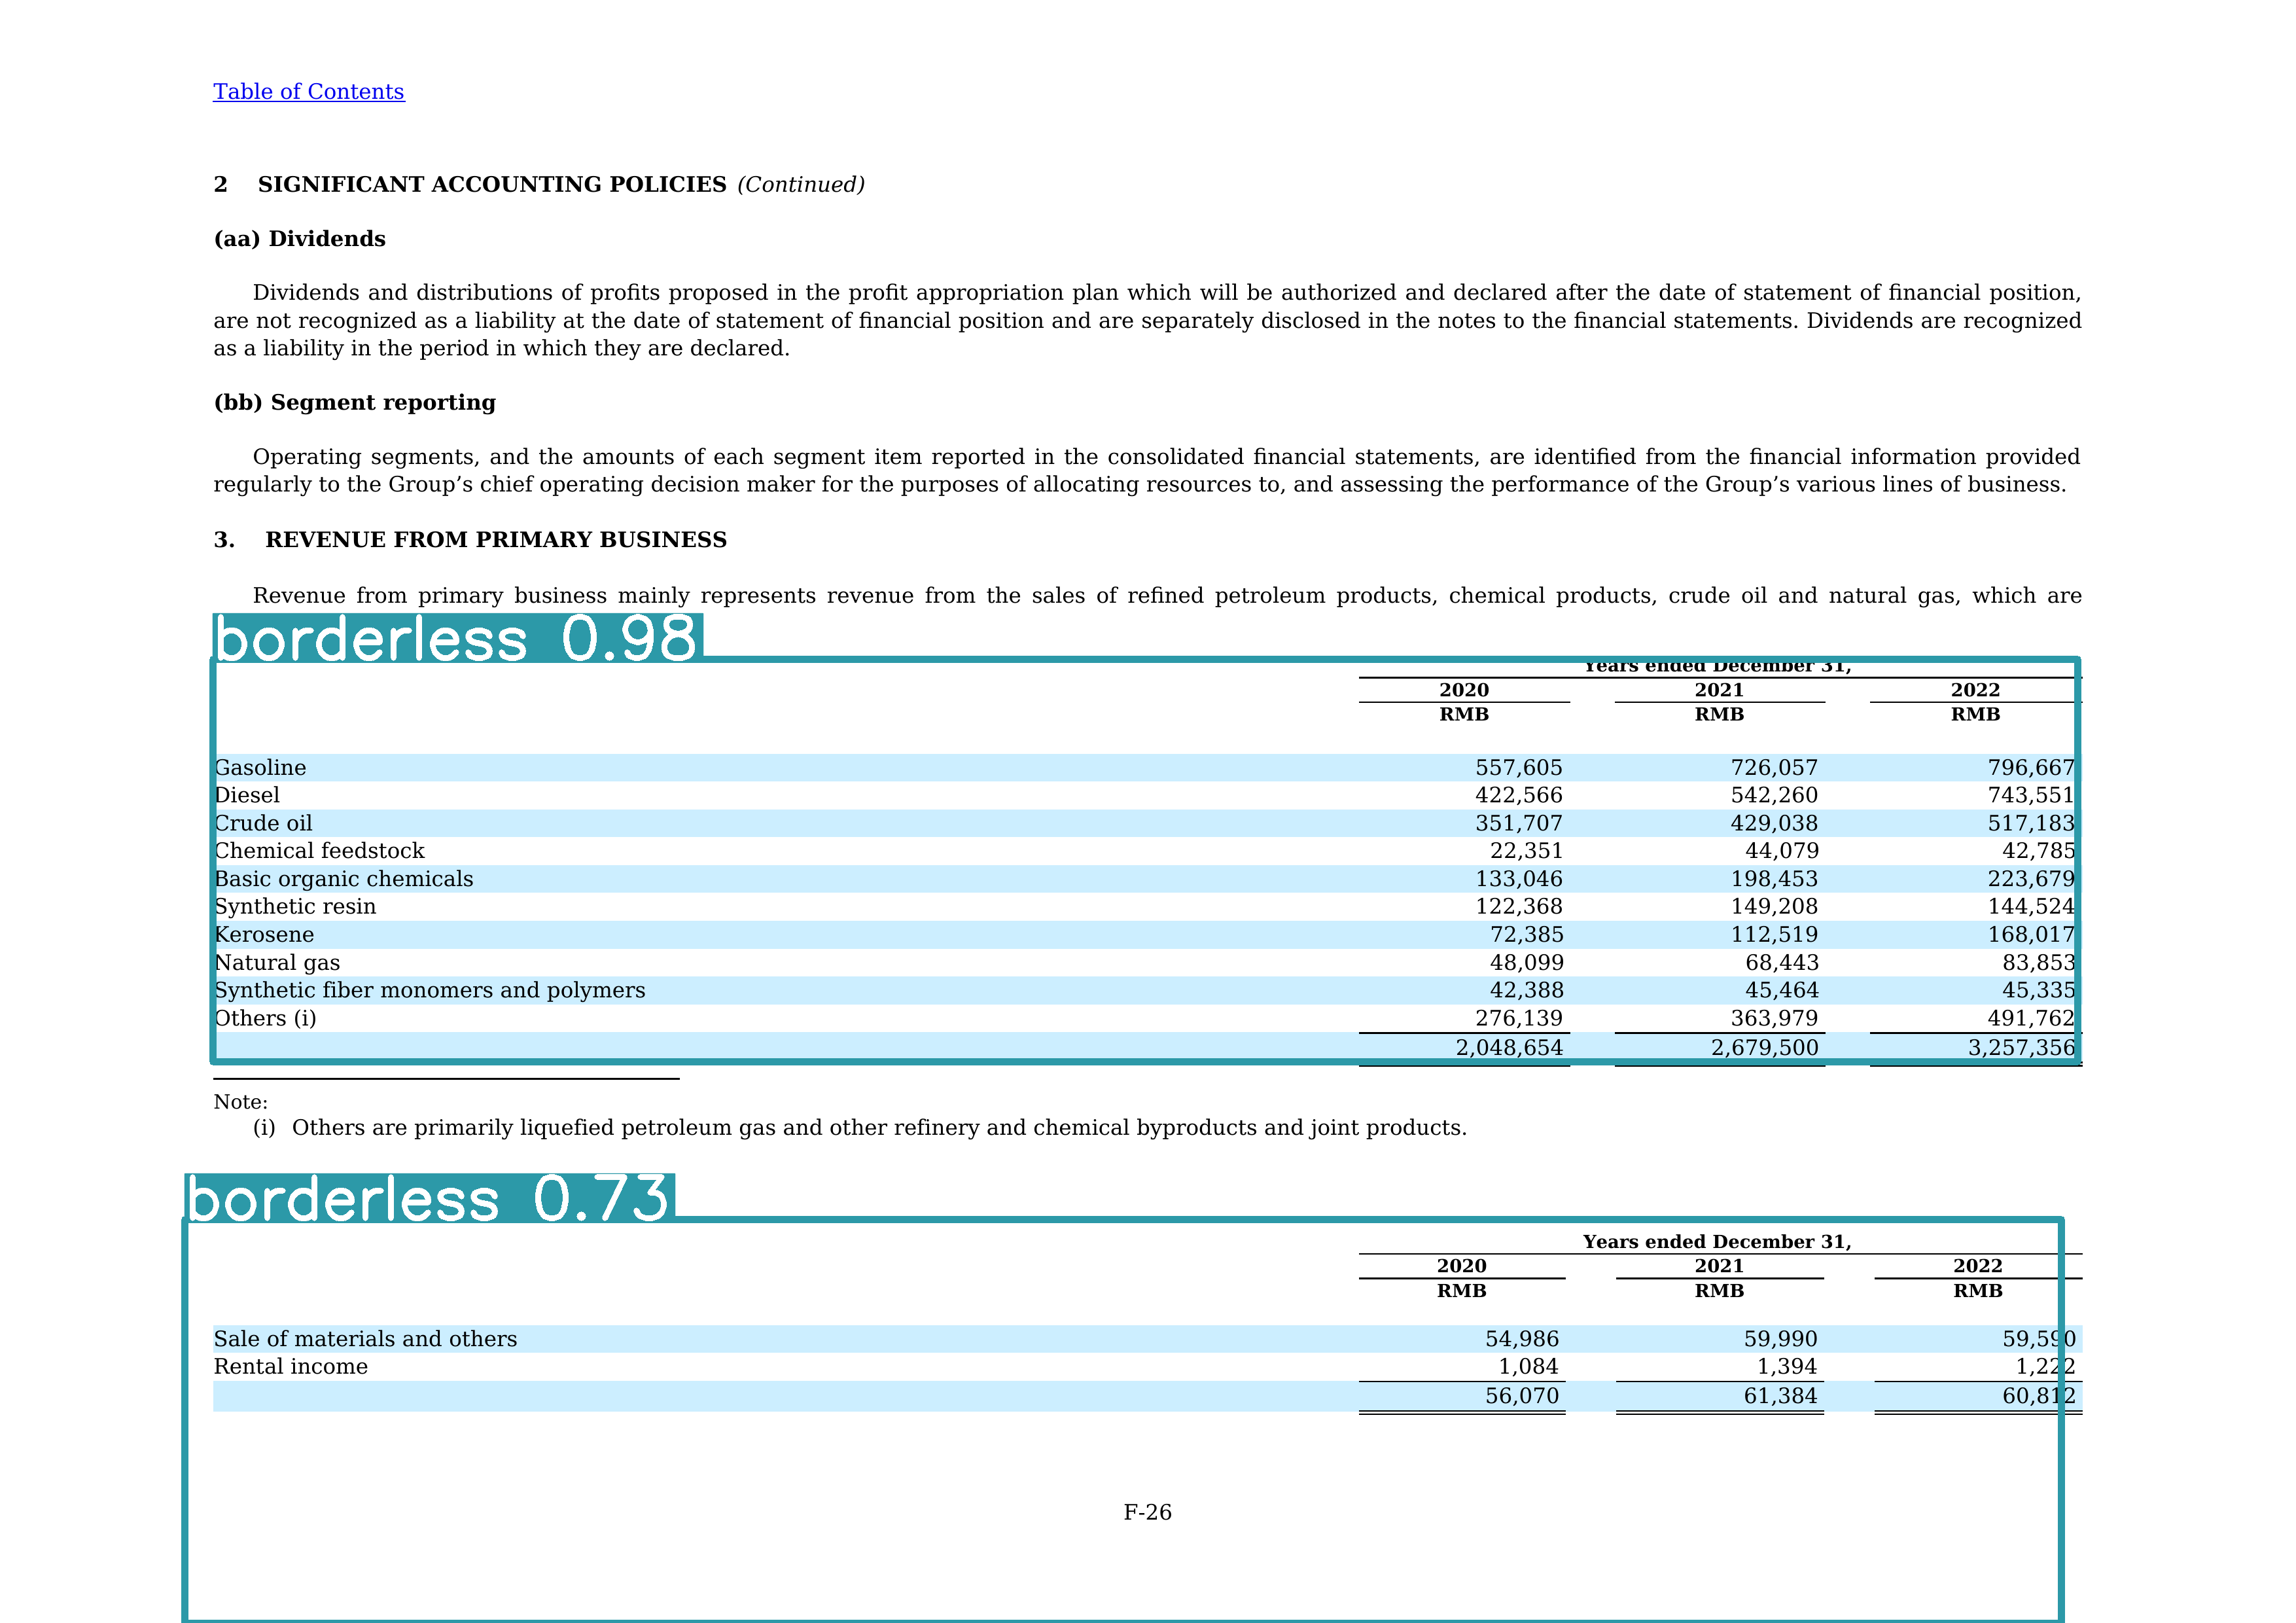 Table of Contents
2 SIGNIFICANT ACCOUNTING POLICIES (Continued)
(aa) Dividends
Dividends and distributions of profits proposed in the profit appropriation plan which will be authorized and declared after the date of statement of financial position,
are not recognized as a liability at the date of statement of financial position and are separately disclosed in the notes to the financial statements. Dividends are recognized
as a liability in the period in which they are declared.
(bb) Segment reporting
Operating segments, and the amounts of each segment item reported in the consolidated financial statements, are identified from the financial information provided
regularly to the Group’s chief operating decision maker for the purposes of allocating resources to, and assessing the performance of the Group’s various lines of business.
3. REVENUE FROM PRIMARY BUSINESS
Revenue from primary business mainly represents revenue from the sales of refined petroleum products, chemical products, crude oil and natural gas, which are
borderless 0.98
Years ended December 31,
2020 2021 2022
RMB RMB RMB
Gasoline 557,605 726,057 796,667
Diesel 422,566 542,260 743,551
Crude oil 351,707 429,038 517,183
Chemical feedstock 22,351 44,079 42,785
Basic organic chemicals 133,046 198,453 223,679
Synthetic resin 122,368 149,208 144,524
Kerosene 72,385 112,519 168,017
Natural gas 48,099 68,443 83,853
Synthetic fiber monomers and polymers 42,388 45,464 45,335
Others (i) 276,139 363,979 491,762
2,048,654 2,679,500 3,257,356
Note:
(i) Others are primarily liquefied petroleum gas and other refinery and chemical byproducts and joint products.
borderless 0.73
Years ended December 31,
2020 2021 2022
RMB RMB RMB
Sale of materials and others 54,986 59,990 59,590
Rental income 1,084 1,394 1,222
56,070 61,384 60,812
F-26